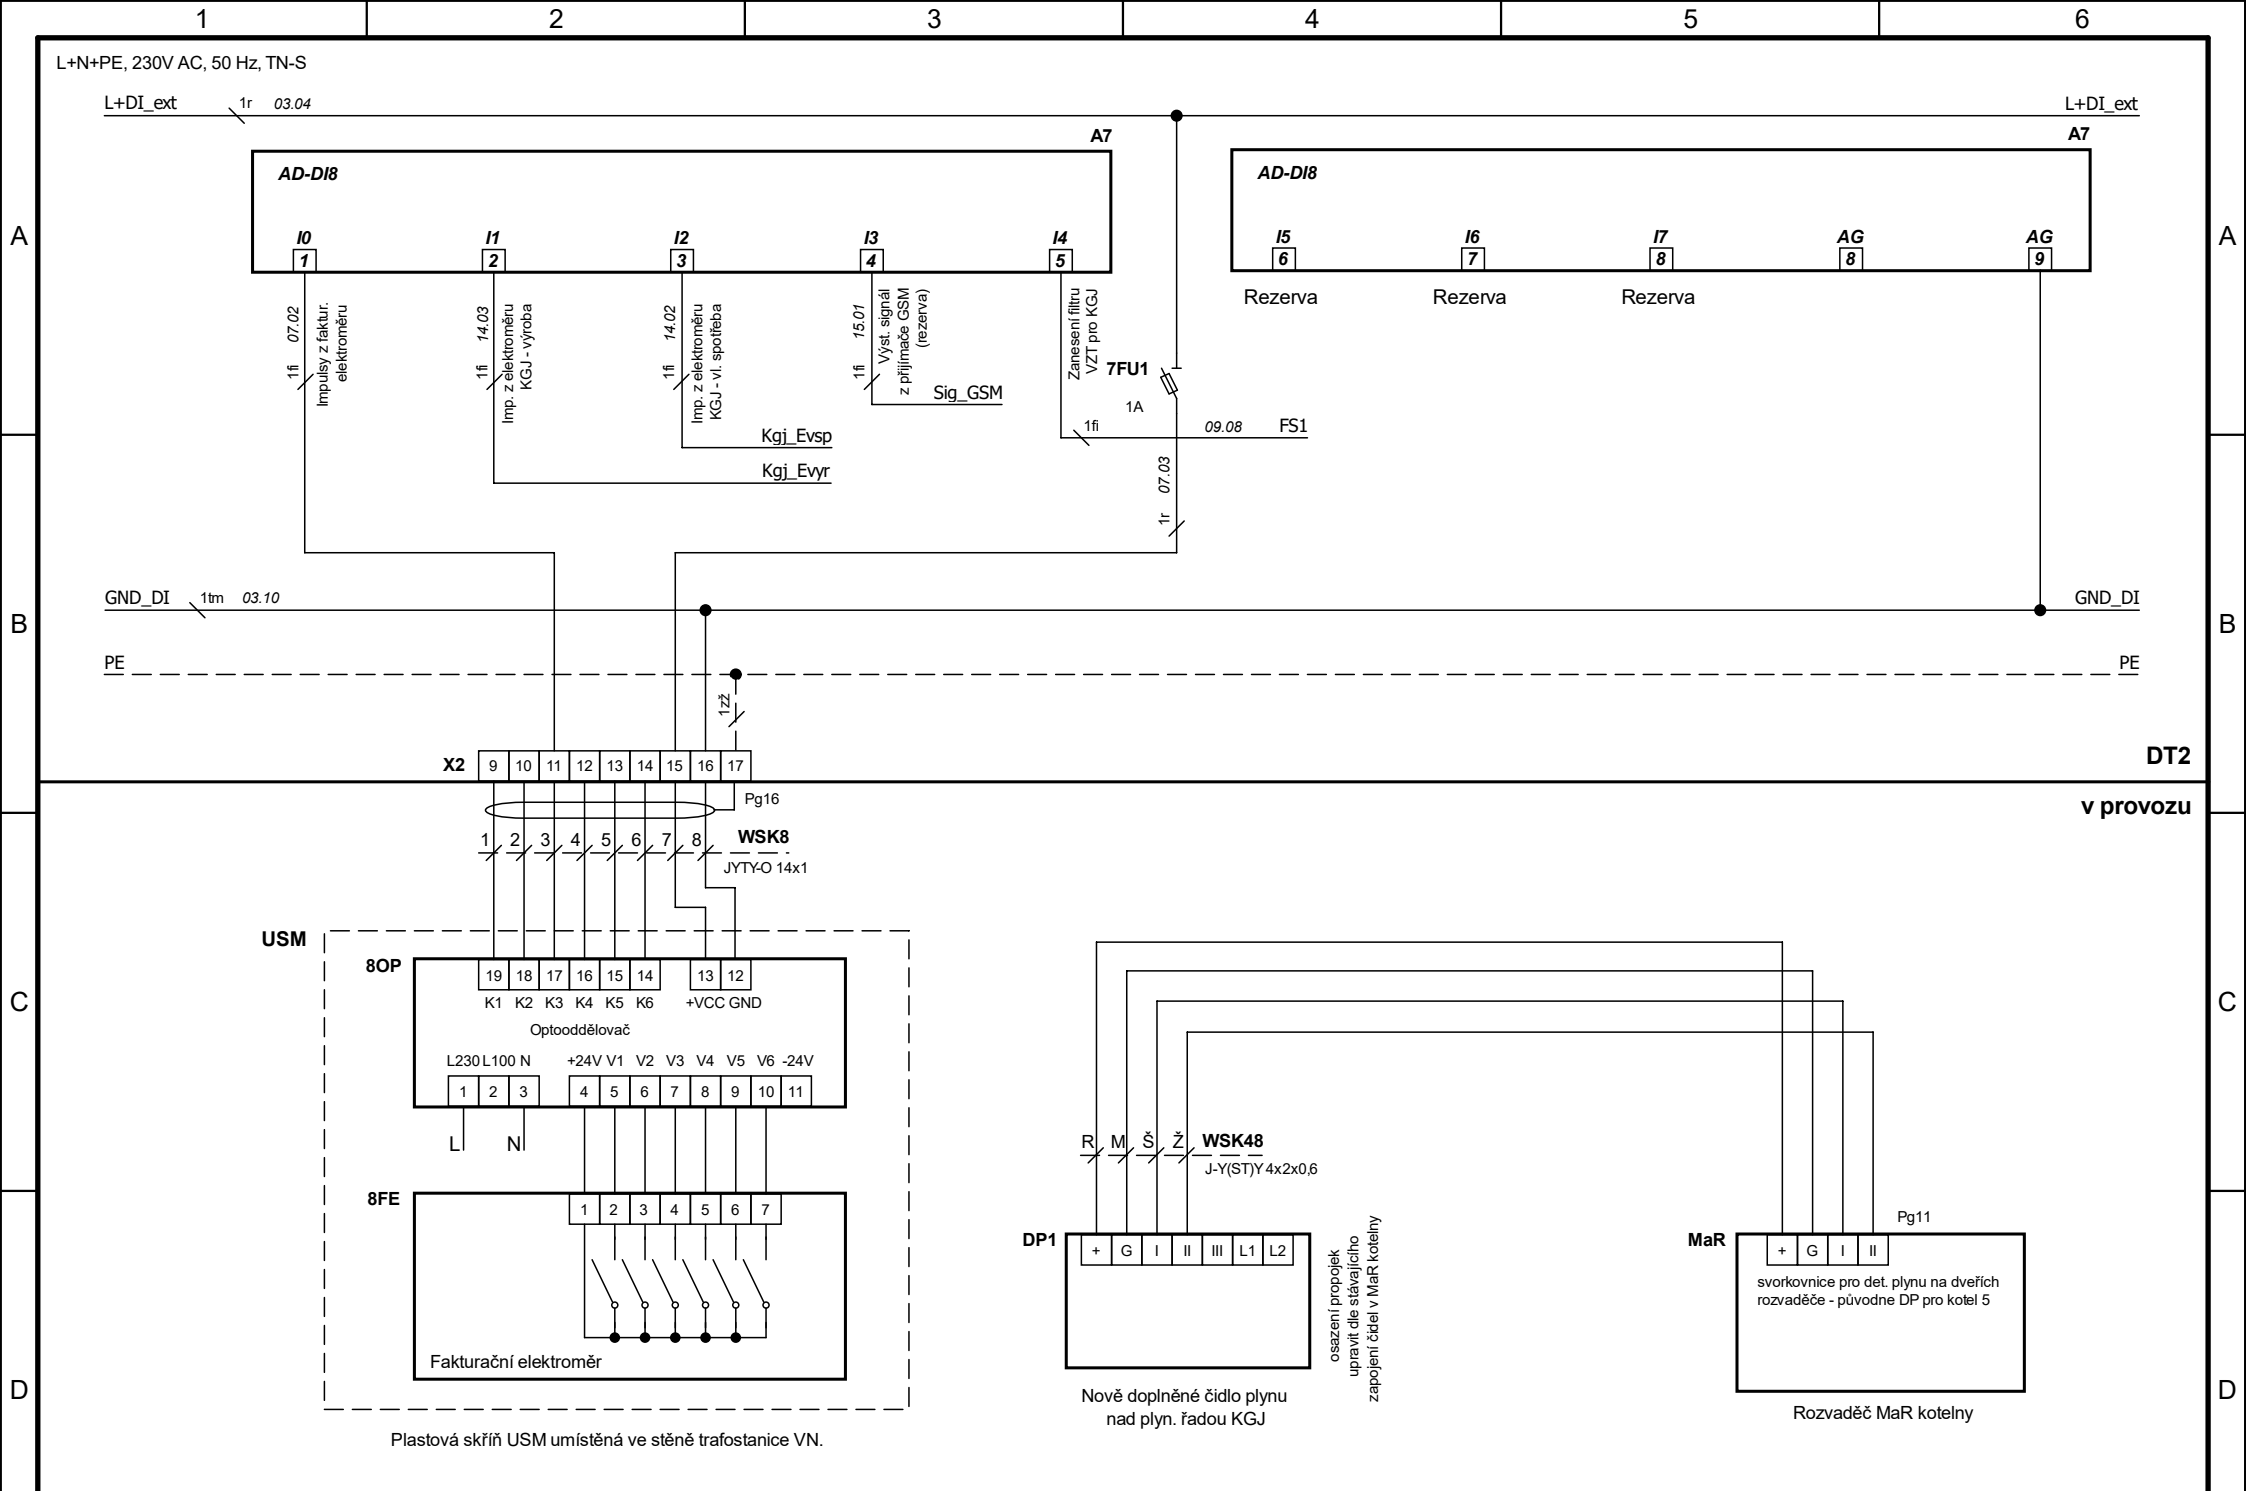 1 2 3 4 5 6
L+N+PE, 230V AC, 50 Hz, TN-S
L+DI_ext 1r 03.04 L+DI_ext
A7 A7
AD-DI8 AD-DI8
A A
I0 I1 I2 I3 I4 I5 I6 I7 AG AG
1 2 3 4 5 6 7 8 8 9
Rezerva Rezerva Rezerva
1fi 07.02
Impulsy z faktur.
elektroměru
1fi 14.03
Imp. z elektroměru
KGJ - výroba
1fi 14.02
Imp. z elektroměru
KGJ - vl. spotřeba
1fi 15.01
Výst. signál
z přijímače GSM
(rezerva)
Zanesení filtru
VZT pro KGJ
7FU1
1A
Sig_GSM
1fi 09.08 FS1
Kgj_Evsp
Kgj_Evyr
1r 07.03
GND_DI 1tm 03.10 GND_DI
B B
PE PE
1zž
X2 9 10 11 12 13 14 15 16 17
DT2
Pg16
v provozu
1 2 3 4 5 6 7 8 WSK8
JYTY-O 14x1
USM
8OP
19 18 17 16 15 14 13 12
K1 K2 K3 K4 K5 K6 +VCC GND
C C
Optooddělovač
L230 L100 N +24V V1 V2 V3 V4 V5 V6 -24V
1 2 3 4 5 6 7 8 9 10 11
L N
8FE
1 2 3 4 5 6 7
Fakturační elektroměr
Plastová skříň USM umístěná ve stěně trafostanice VN.
R M Š Ž WSK48
J-Y(ST)Y 4x2x0,6
DP1
+ G I II III L1 L2
osazení propojek
upravit dle stávajícího
zapojení čidel v MaR kotelny
Nově doplněné čidlo plynu
nad plyn. řadou KGJ
Pg11
MaR
+ G I II
svorkovnice pro det. plynu na dveřích
rozvaděče - původne DP pro kotel 5
Rozvaděč MaR kotelny
D D